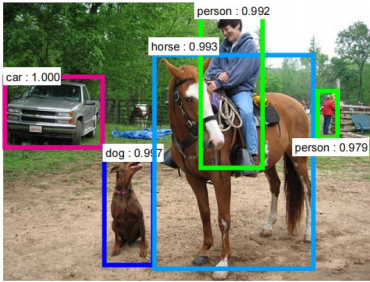 person : 0.992
horse : 0.993
car : 1.000
dog : 0.997
person : 0.979